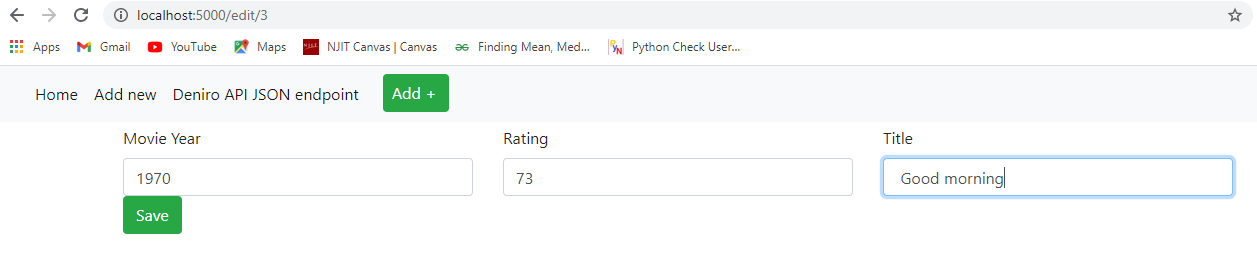 localhost:5000/edit/3
Apps Gmail YouTube Maps NJIT Canvas | Canvas Finding Mean, Med... Python Check User...
Home Add new Deniro API JSON endpoint Add +
Movie Year Rating Title
1970 73 Good morning
Save